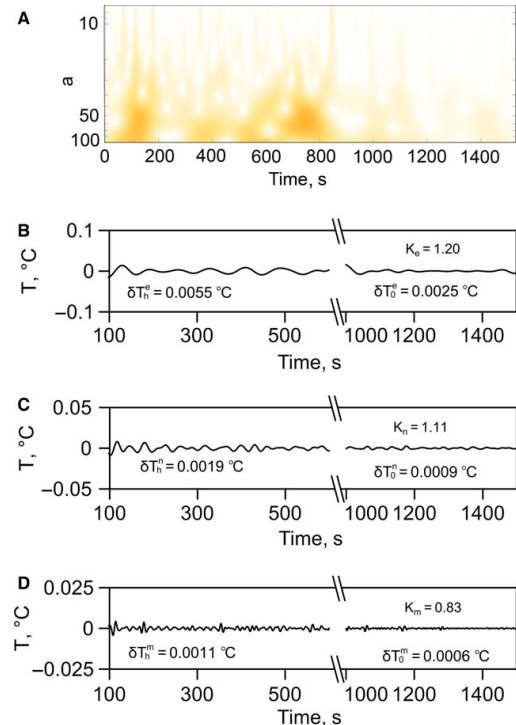 A
10
50
100
a
0 200 400 600 800 1000 1200 1400
Time, s
B
0.1
0
−0.1
T, °C
K_e = 1.20
δT_h^e = 0.0055 °C
δT_0^e = 0.0025 °C
100 300 500 1000 1200 1400
Time, s
C
0.05
0
−0.05
T, °C
K_n = 1.11
δT_h^n = 0.0019 °C
δT_0^n = 0.0009 °C
100 300 500 1000 1200 1400
Time, s
D
0.025
0
−0.025
T, °C
K_m = 0.83
δT_h^m = 0.0011 °C
δT_0^m = 0.0006 °C
100 200 300 400 500 1000 1200 1400
Time, s